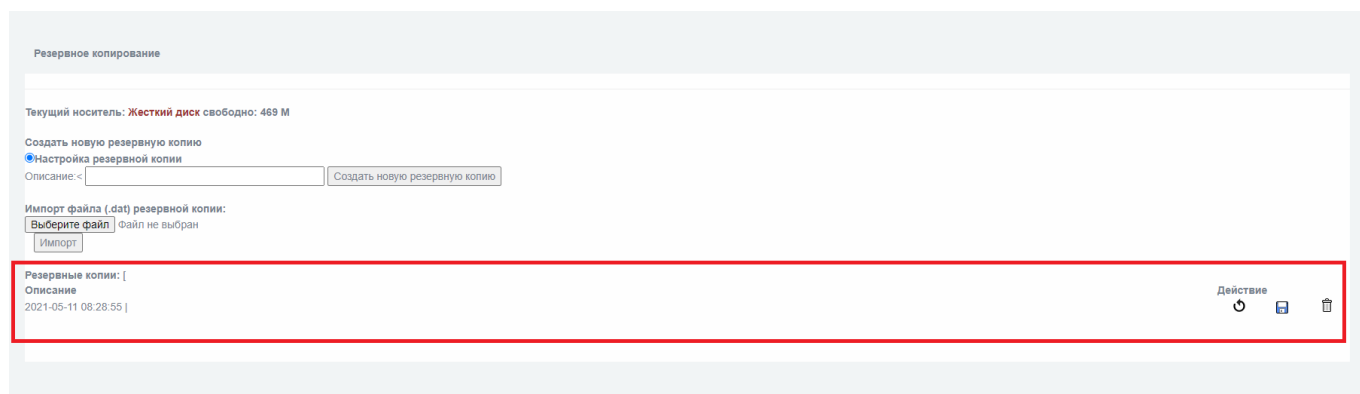 Резервное копирование
Текущий носитель: Жесткий диск свободно: 469 M
Создать новую резервную копию
Настройка резервной копии
Описание:< Создать новую резервную копию
Импорт файла (.dat) резервной копии:
Выберите файл Файл не выбран
Импорт
Резервные копии: [
Описание Действие
2021-05-11 08:28:55 |